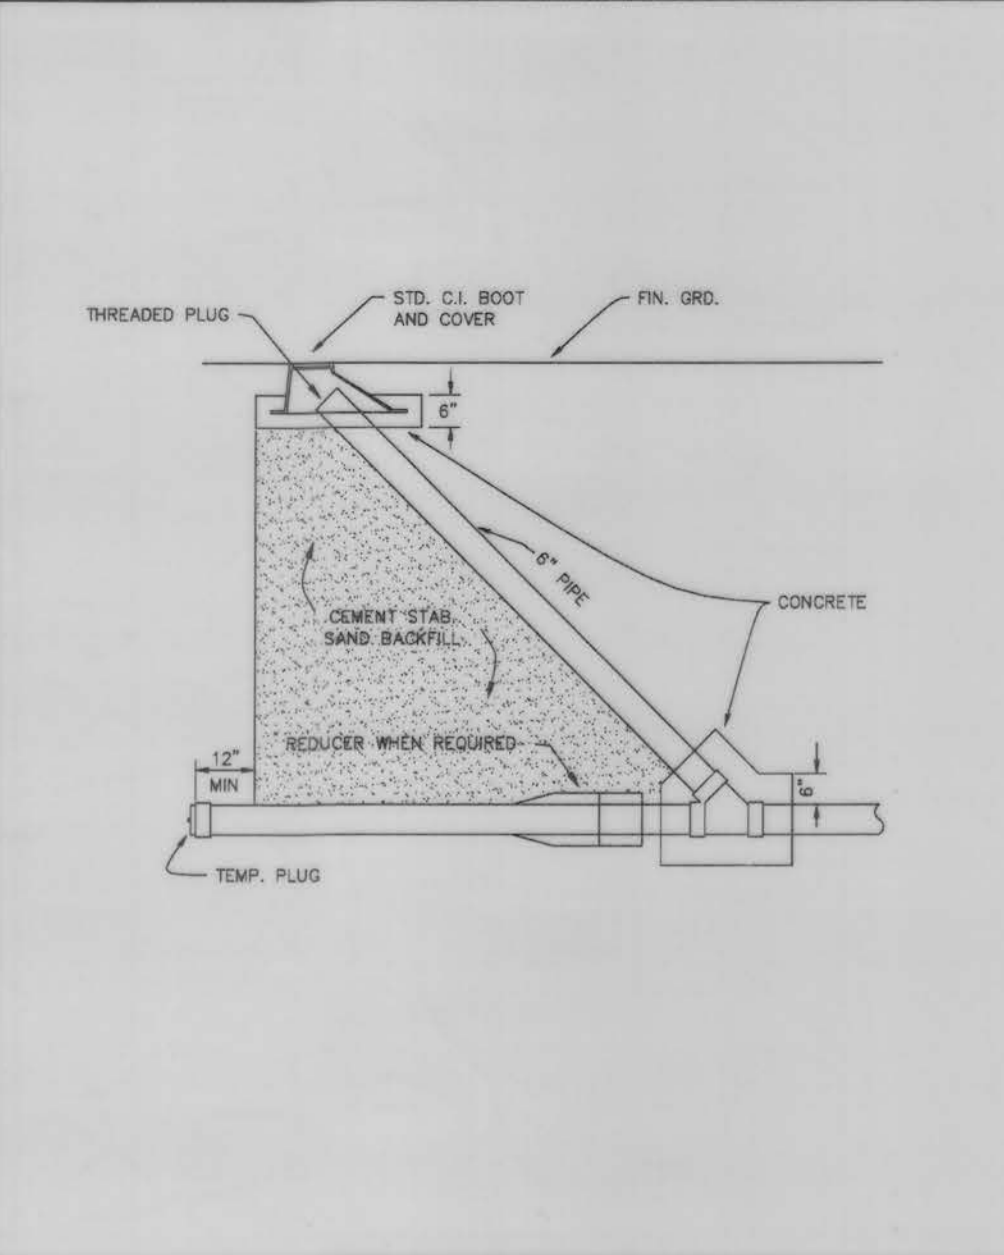 STD. C.I. BOOT
AND COVER
FIN. GRD.
THREADED PLUG
6"
6" PIPE
CONCRETE
CEMENT STAB.
SAND BACKFILL
REDUCER WHEN REQUIRED
12"
MIN
6"
TEMP. PLUG